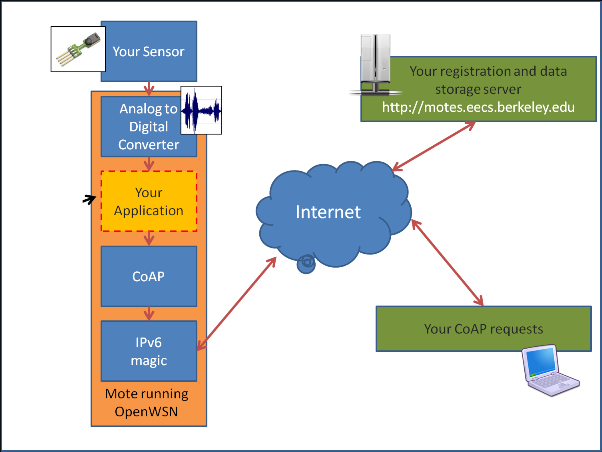 Your Sensor
Analog to
Digital
Converter
Your
Application
CoAP
IPv6
magic
Mote running
OpenWSN
Internet
Your registration and data
storage server
http://motes.eecs.berkeley.edu
Your CoAP requests